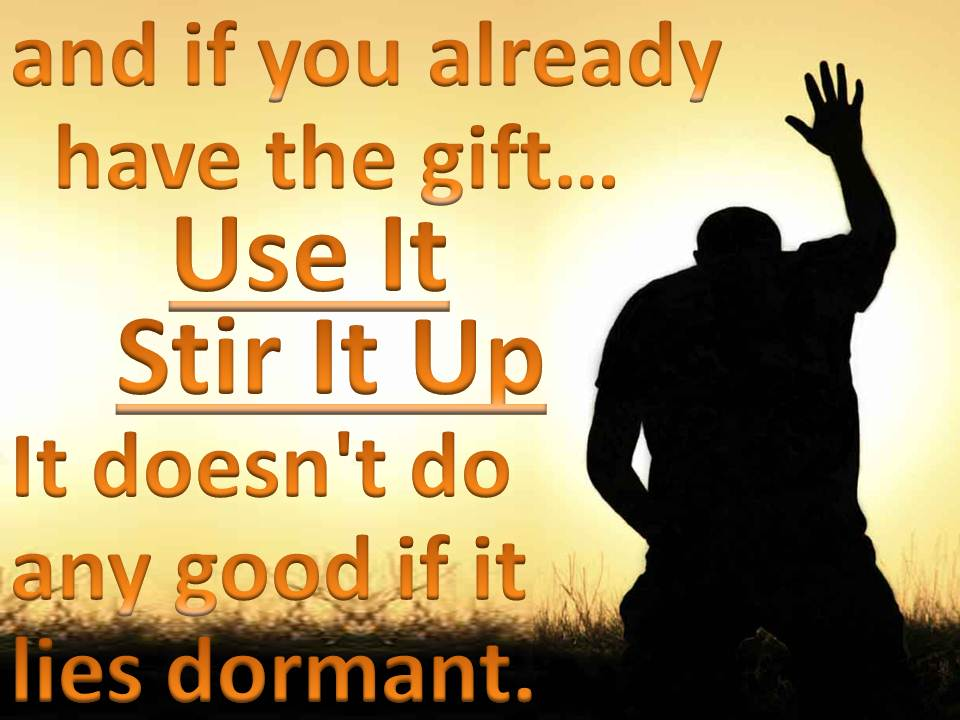 and if you already
have the gift...
Use It
Stir It Up
It doesn't do
any good if it
lies dormant.